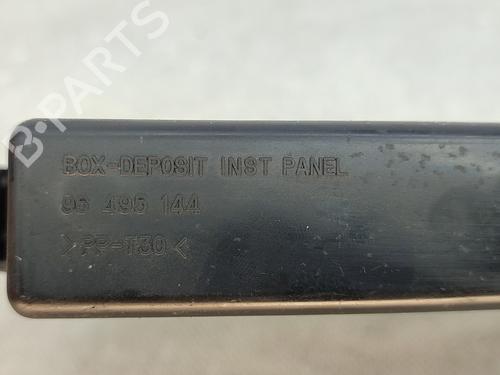 B-PARTS
BOX-DEPOSIT INST PANEL
96 495 144
>PP-T30<